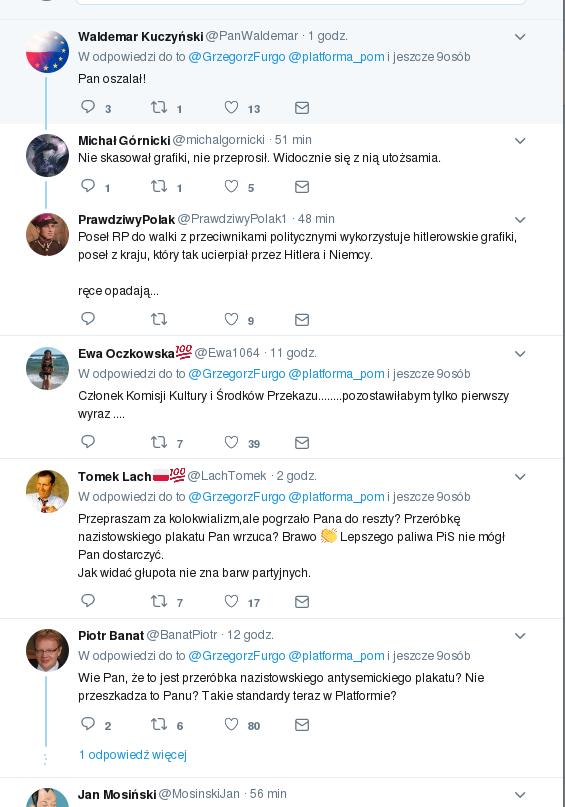 Waldemar Kuczyński @PanWaldemar · 1 godz.
W odpowiedzi do to @GrzegorzFurgo @platforma_pom i jeszcze 9osób
Pan oszalał!
3 1 13
Michał Górnicki @michalgornicki · 51 min
Nie skasował grafiki, nie przeprosił. Widocznie się z nią utożsamia.
1 1 5
PrawdziwyPolak @PrawdziwyPolak1 · 48 min
Poseł RP do walki z przeciwnikami politycznymi wykorzystuje hitlerowskie grafiki,
poseł z kraju, który tak ucierpiał przez Hitlera i Niemcy.
ręce opadają...
9
Ewa Oczkowska💯 @Ewa1064 · 11 godz.
W odpowiedzi do to @GrzegorzFurgo @platforma_pom i jeszcze 9osób
Członek Komisji Kultury i Środków Przekazu........pozostawiłabym tylko pierwszy
wyraz ....
7 39
Tomek Lach🇵🇱💯 @LachTomek · 2 godz.
W odpowiedzi do to @GrzegorzFurgo @platforma_pom i jeszcze 9osób
Przepraszam za kolokwializm,ale pogrzało Pana do reszty? Przeróbkę
nazistowskiego plakatu Pan wrzuca? Brawo 👏 Lepszego paliwa PiS nie mógł
Pan dostarczyć.
Jak widać głupota nie zna barw partyjnych.
7 17
Piotr Banat @BanatPiotr · 12 godz.
W odpowiedzi do to @GrzegorzFurgo @platforma_pom i jeszcze 9osób
Wie Pan, że to jest przeróbka nazistowskiego antysemickiego plakatu? Nie
przeszkadza to Panu? Takie standardy teraz w Platformie?
2 6 80
1 odpowiedź więcej
Jan Mosiński @MosinskiJan · 56 min